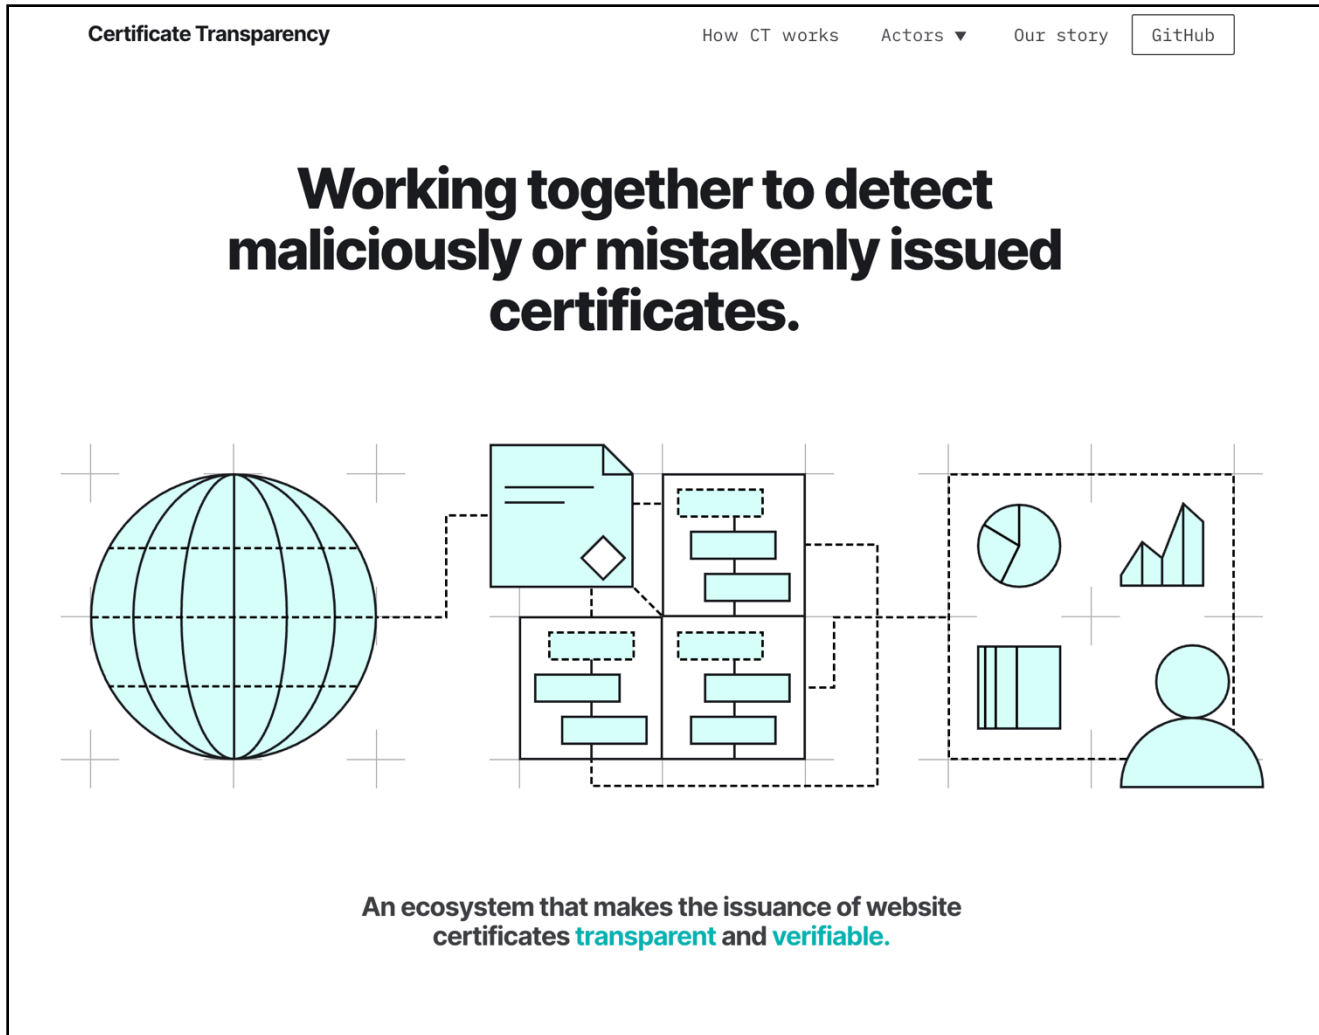 Certificate Transparency
How CT works
Actors ▼
Our story
GitHub
Working together to detect
maliciously or mistakenly issued
certificates.
An ecosystem that makes the issuance of website
certificates transparent and verifiable.